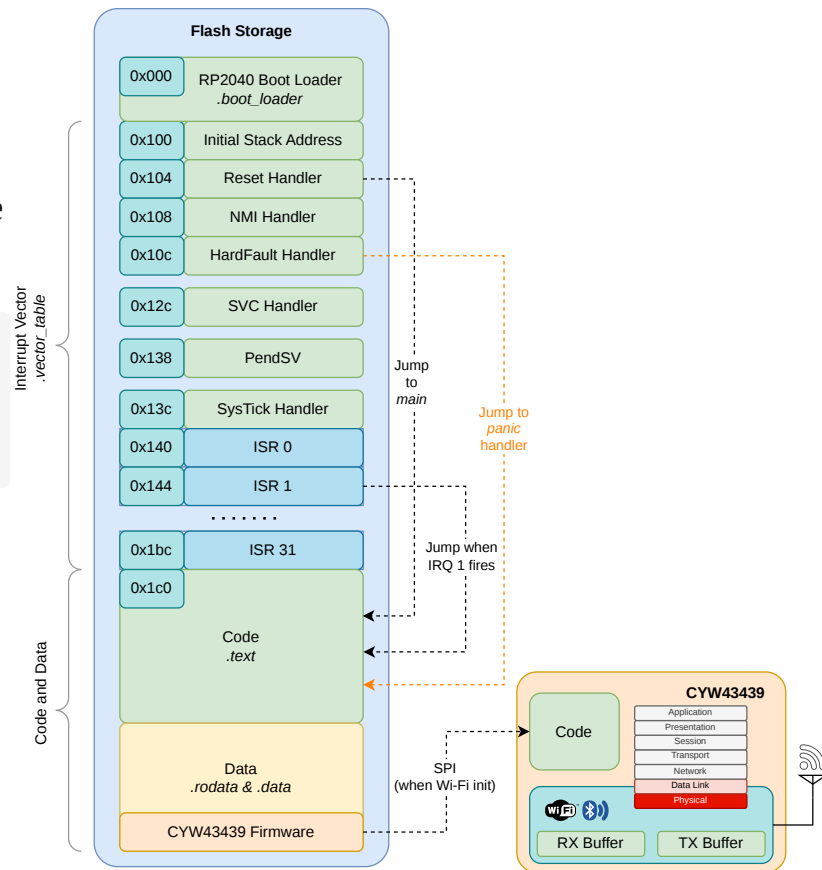 Flash Storage
0x000
RP2040 Boot Loader
.boot_loader
0x100 Initial Stack Address
0x104 Reset Handler
0x108 NMI Handler
0x10c HardFault Handler
0x12c SVC Handler
0x138 PendSV
0x13c SysTick Handler
0x140 ISR 0
0x144 ISR 1
.......
0x1bc ISR 31
0x1c0
Code
.text
Data
.rodata & .data
CYW43439 Firmware
e
Interrupt Vector
.vector_table
Code and Data
Jump
to
main
Jump to
panic
handler
Jump when
IRQ 1 fires
SPI
(when Wi-Fi init)
CYW43439
Code
Application
Presentation
Session
Transport
Network
Data Link
Physical
Wi Fi
RX Buffer
TX Buffer